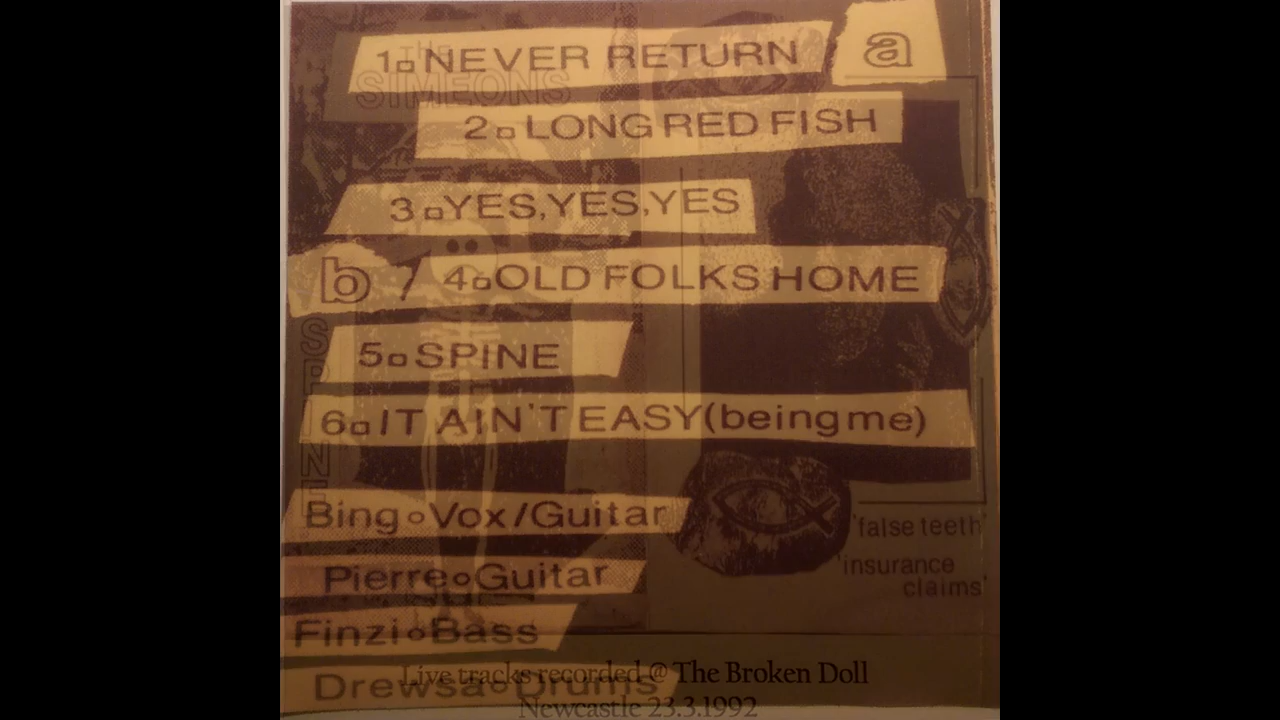 1. NEVER RETURN
a
THE
SIMEONS
2. LONG RED FISH
3. YES, YES, YES
b / 4. OLD FOLKS HOME
5. SPINE
6. IT AIN'T EASY (being me)
SPINE
Bing o Vox/Guitar
'false teeth'
Pierre o Guitar
'insurance
claims'
Finzi o Bass
Drewsa o Drums
Live tracks recorded @ The Broken Doll
Newcastle 23.3.1992